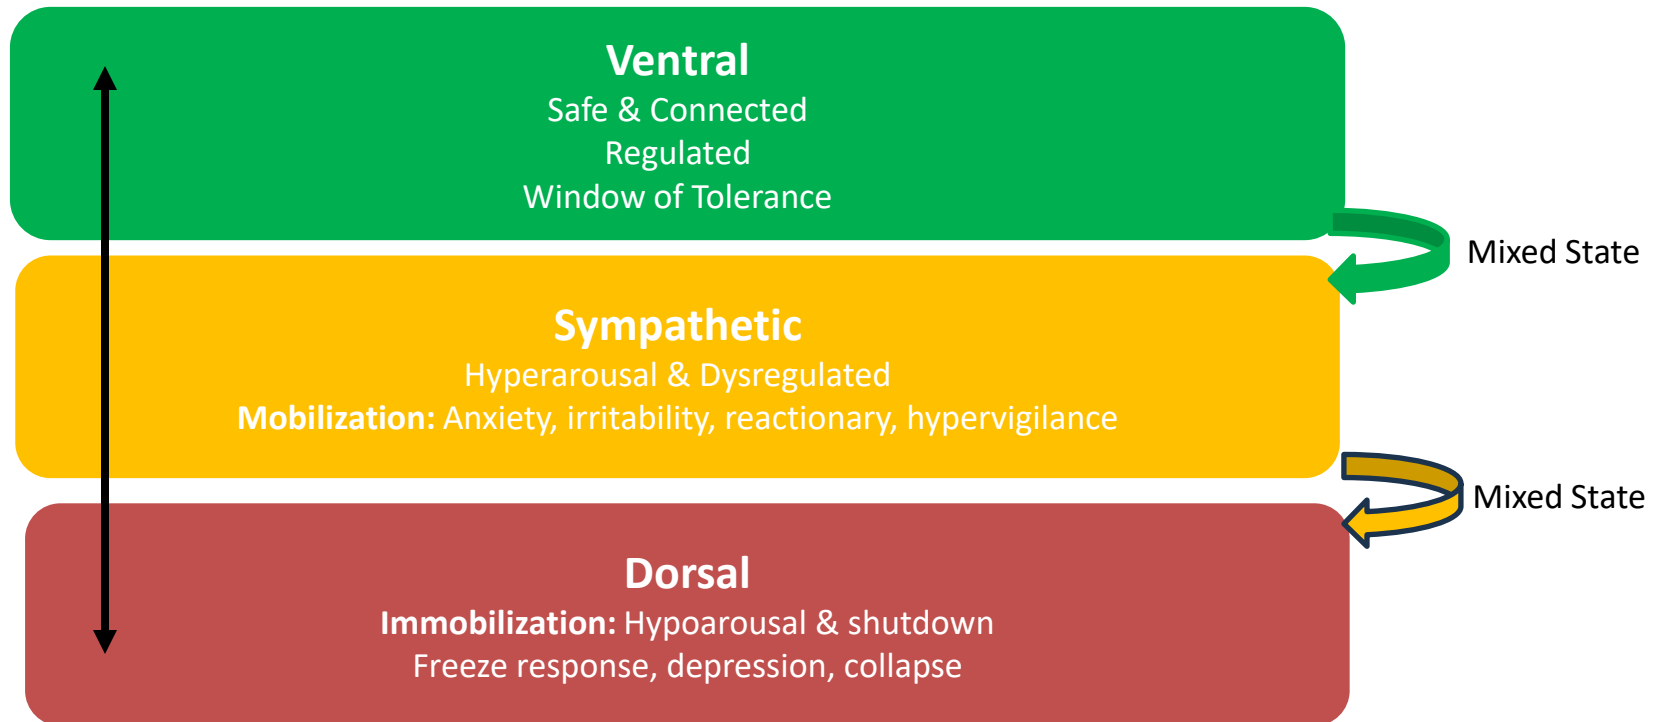 Ventral
Safe & Connected
Regulated
Window of Tolerance
Mixed State
Sympathetic
Hyperarousal & Dysregulated
Mobilization: Anxiety, irritability, reactionary, hypervigilance
Mixed State
Dorsal
Immobilization: Hypoarousal & shutdown
Freeze response, depression, collapse